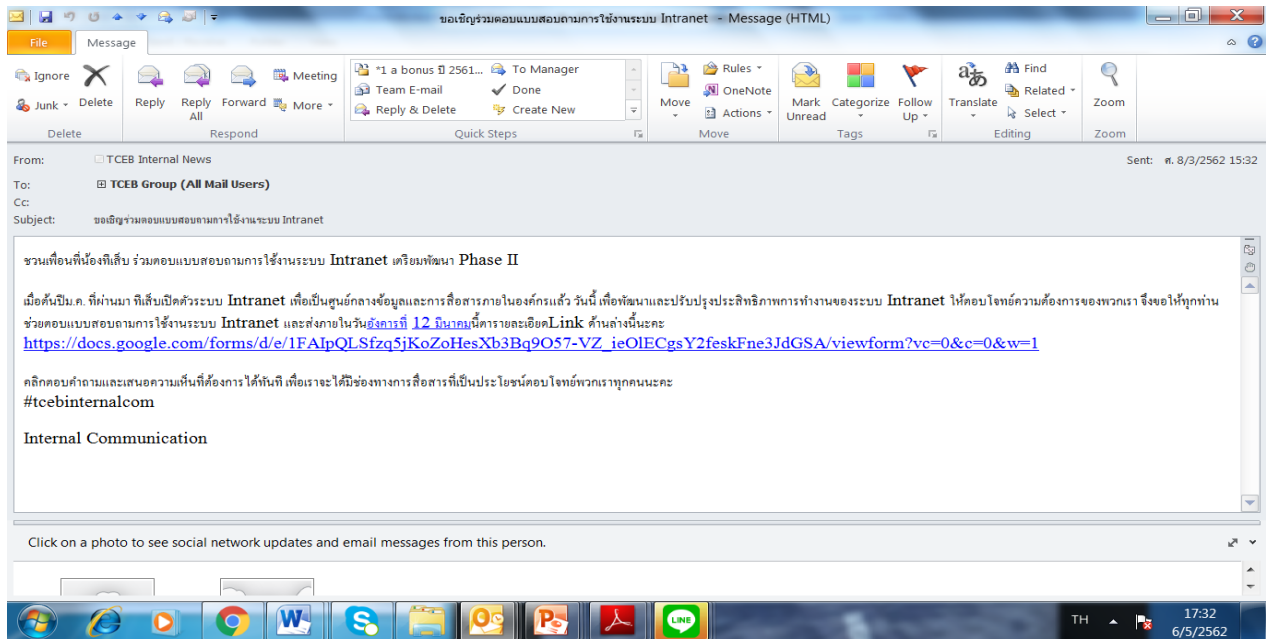 ขอเชิญร่วมตอบแบบสอบถามการใช้งานระบบ Intranet - Message (HTML)
File Message
Ignore Delete Reply Reply All Forward Meeting *1 a bonus ปี 2561... To Manager Move Rules Mark Unread Categorize Follow Up Translate Find Zoom
Team E-mail Done OneNote Related
Junk More Reply & Delete Create New Actions Select
Delete Respond Quick Steps Move Tags Editing Zoom
From: TCEB Internal News Sent: ศ. 8/3/2562 15:32
To: TCEB Group (All Mail Users)
Cc:
Subject: ขอเชิญร่วมตอบแบบสอบถามการใช้งานระบบ Intranet
ชวนเพื่อนพี่น้องทีเส็บ ร่วมตอบแบบสอบถามการใช้งานระบบ Intranet เตรียมพัฒนา Phase II
เมื่อต้นปีม.ค. ที่ผ่านมา ทีเส็บเปิดตัวระบบ Intranet เพื่อเป็นศูนย์กลางข้อมูลและการสื่อสารภายในองค์กรแล้ว วันนี้ เพื่อพัฒนาและปรับปรุงประสิทธิภาพการทำงานของระบบ Intranet ให้ตอบโจทย์ความต้องการของพวกเรา จึงขอให้ทุกท่าน
ช่วยตอบแบบสอบถามการใช้งานระบบ Intranet และส่งภายในวันอังคารที่ 12 มีนาคมนี้ตารายละเอียดLink ด้านล่างนี้นะคะ
https://docs.google.com/forms/d/e/1FAIpQLSfzq5jKoZoHesXb3Bq9O57-VZ_ieOlECgsY2feskFne3JdGSA/viewform?vc=0&c=0&w=1
คลิกตอบคำถามและเสนอความเห็นที่ต้องการได้ทันที เพื่อเราจะได้มีช่องทางการสื่อสารที่เป็นประโยชน์ตอบโจทย์พวกเราทุกคนนะคะ
#tcebinternalcom
Internal Communication
Click on a photo to see social network updates and email messages from this person.
TH 17:32
6/5/2562